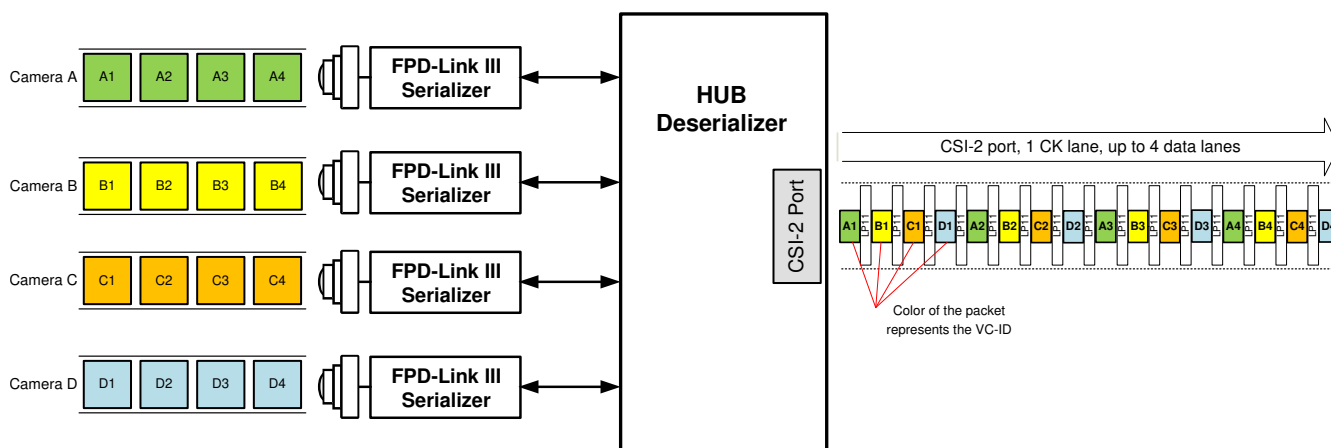 Camera A
A1 A2 A3 A4
FPD-Link III
Serializer
Camera B
B1 B2 B3 B4
FPD-Link III
Serializer
Camera C
C1 C2 C3 C4
FPD-Link III
Serializer
Camera D
D1 D2 D3 D4
FPD-Link III
Serializer
HUB
Deserializer
CSI-2 Port
CSI-2 port, 1 CK lane, up to 4 data lanes
A1 LP11 B1 LP11 C1 LP11 D1 LP11 A2 LP11 B2 LP11 C2 LP11 D2 LP11 A3 LP11 B3 LP11 C3 LP11 D3 LP11 A4 LP11 B4 LP11 C4 LP11 D4
Color of the packet
represents the VC-ID